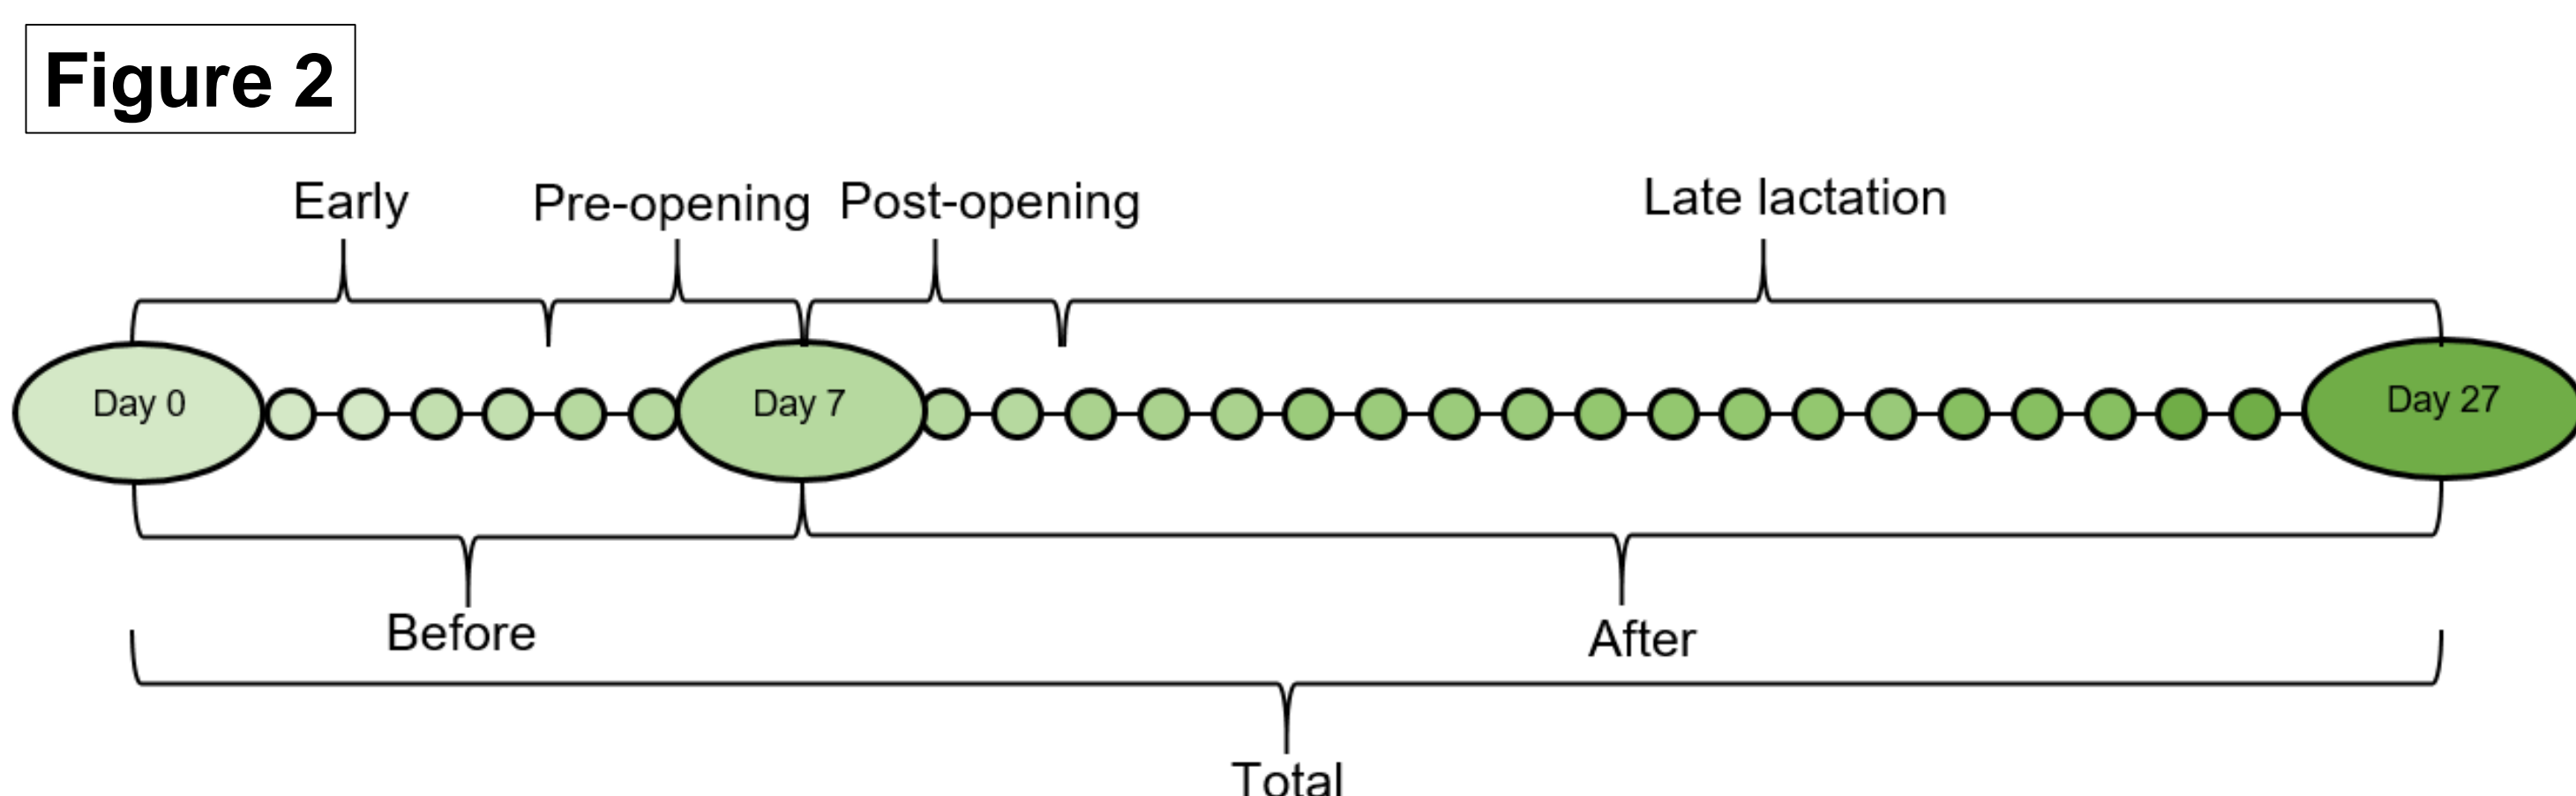 Figure 2
Early
Pre-opening
Post-opening
Late lactation
Day 0
Day 7
Day 27
Before
After
Total